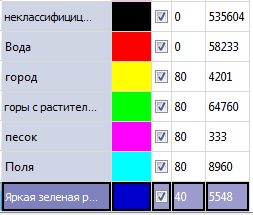 неклассифициц... 0 535604
Вода 0 58233
город 80 4201
горы с растител... 80 64760
песок 80 333
Поля 80 8960
Яркая зеленая р... 40 5548